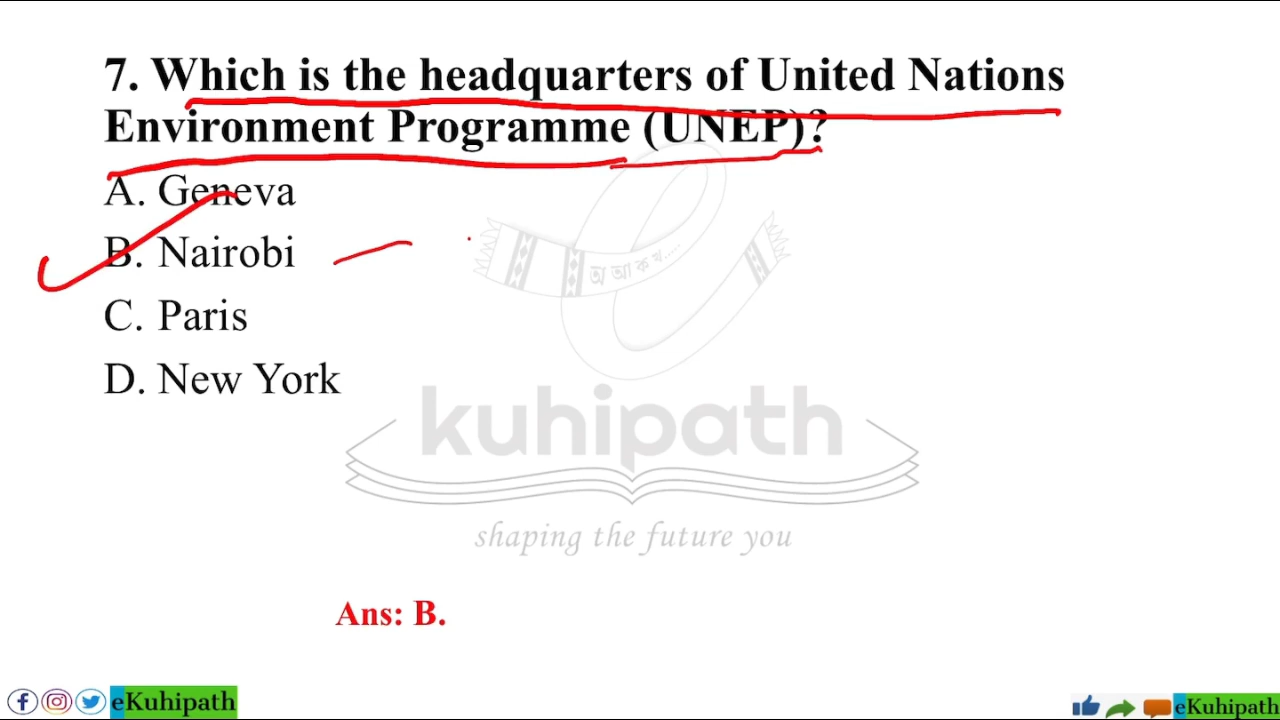 7. Which is the headquarters of United Nations
Environment Programme (UNEP)?
A. Geneva
B. Nairobi
C. Paris
D. New York
অ আ ক খ.....
kuhipath
shaping the future you
Ans: B.
eKuhipath
eKuhipath